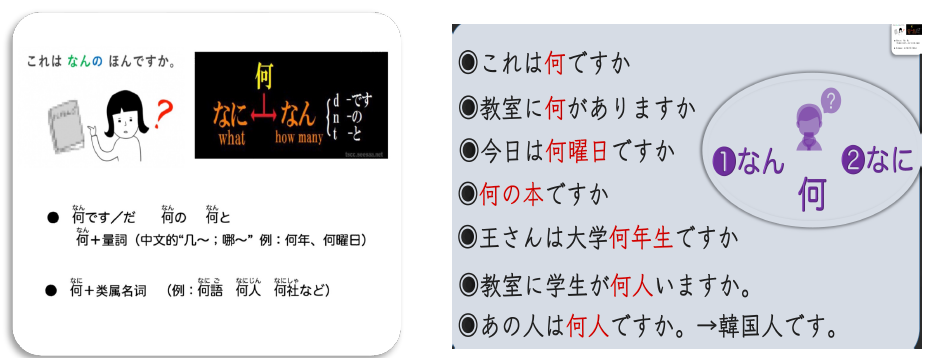 これは なんの ほんですか。
何
なに なん
what how many
d -です
n -の
t -と
● 何です／だ 何の 何と
なん なん なん
何＋量詞（中文的“几～；哪～” 例：何年、何曜日）
なん
● 何＋类属名词 （例：何語 何人 何社など）
なに なにご なにじん なにしゃ
◉これは何ですか
◉教室に何がありますか
◉今日は何曜日ですか
◉何の本ですか
◉王さんは大学何年生ですか
◉教室に学生が何人いますか。
◉あの人は何人ですか。→韓国人です。
?
❶なん ❷なに
何